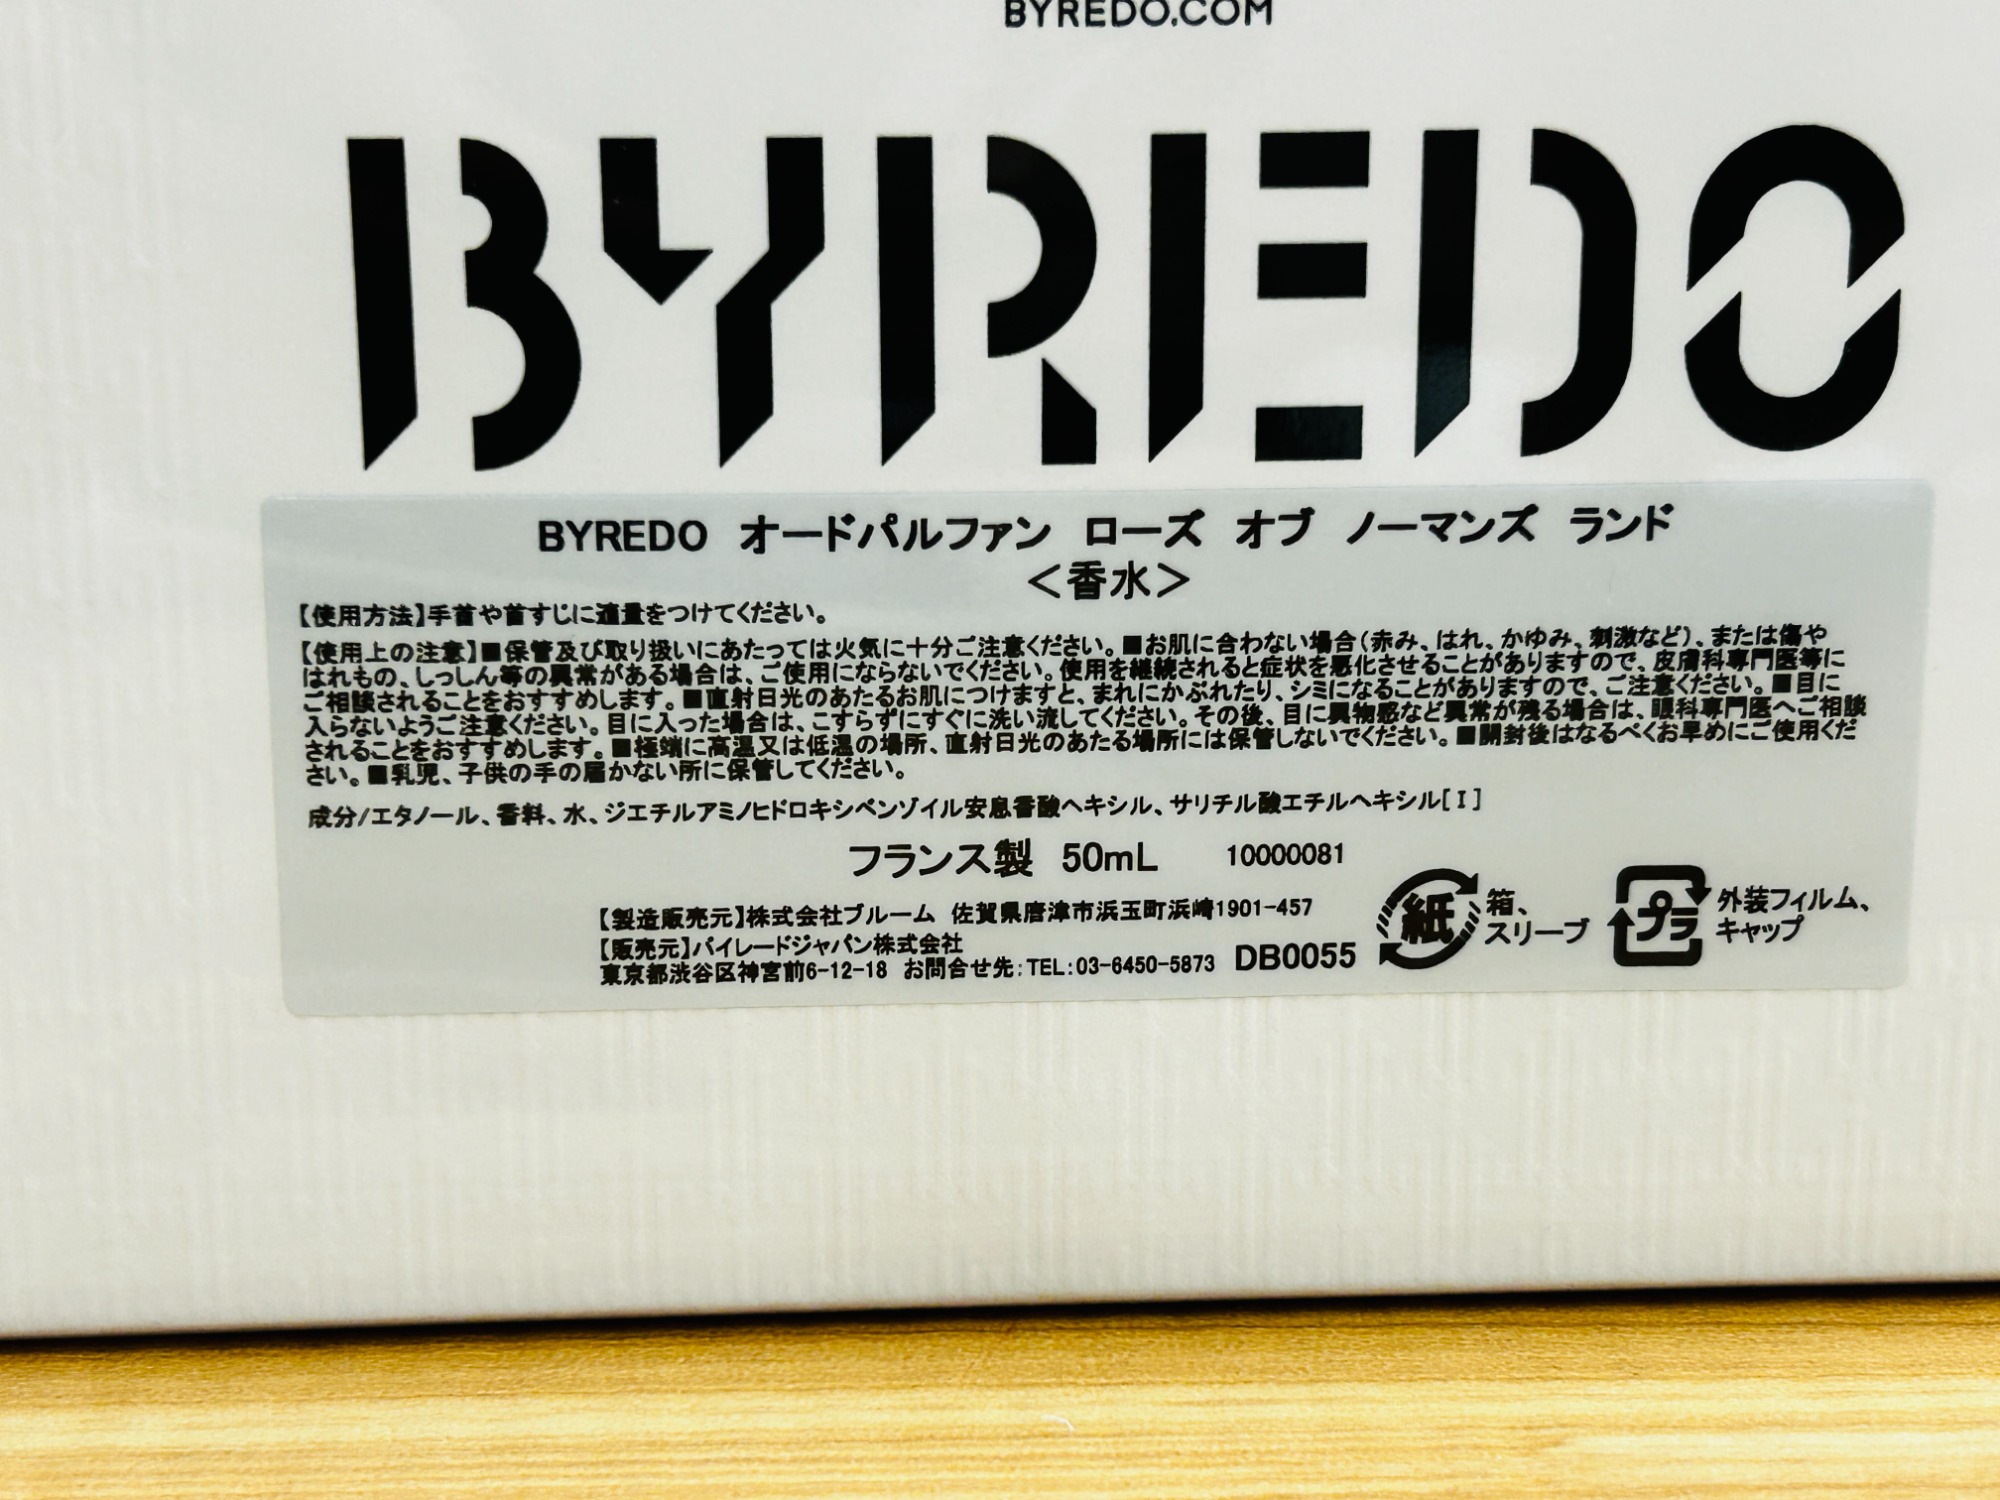 BYREDO.COM
BYREDO
BYREDO オードパルファン ローズ オブ ノーマンズ ランド
＜香水＞
【使用方法】手首や首すじに適量をつけてください。
【使用上の注意】■保管及び取り扱いにあたっては火気に十分ご注意ください。■お肌に合わない場合(赤み、はれ、かゆみ、刺激など)、または傷や
はれもの、しっしん等の異常がある場合は、ご使用にならないでください。使用を継続されると症状を悪化させることがありますので、皮膚科専門医等に
ご相談されることをおすすめします。■直射日光のあたるお肌につけますと、まれにかぶれたり、シミになることがありますので、ご注意ください。■目に
入らないようご注意ください。目に入った場合は、こすらずにすぐに洗い流してください。その後、目に異物感など異常が残る場合は、眼科専門医へご相談
されることをおすすめします。■極端に高温又は低温の場所、直射日光のあたる場所には保管しないでください。■開封後はなるべくお早めにご使用くだ
さい。■乳児、子供の手の届かない所に保管してください。
成分/エタノール、香料、水、ジエチルアミノヒドロキシベンゾイル安息香酸ヘキシル、サリチル酸エチルヘキシル[I]
フランス製 50mL 10000081
【製造販売元】株式会社ブルーム 佐賀県唐津市浜玉町浜崎1901-457
【販売元】バイレードジャパン株式会社
東京都渋谷区神宮前6-12-18 お問合せ先:TEL:03-6450-5873 DB0055
紙 箱、
スリーブ
プラ 外装フィルム、
キャップ